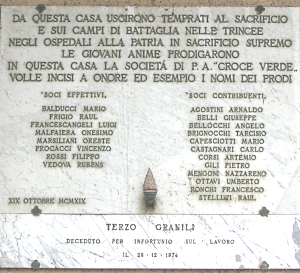 DA QUESTA CASA USCIRONO TEMPRATI AL SACRIFICIO
E SUI CAMPI DI BATTAGLIA NELLE TRINCEE
NEGLI OSPEDALI ALLA PATRIA IN SACRIFICIO SUPREMO
LE GIOVANI ANIME PRODIGARONO
IN QUESTA CASA LA SOCIETÁ DI P.A. "CROCE VERDE"
VOLLE INCISI A ONORE ED ESEMPIO I NOMI DEI PRODI
"SOCI EFFETTIVI"
BALDUCCI MARIO
FRIGIO RAUL
FRANCESCANGELI LUIGI
MALFAIERA ONESIMO
MARSILIANI ORESTE
PROCACCI VINCENZO
ROSSI FILIPPO
VEDOVA RUBENS
"SOCI CONTRIBUENTI"
AGOSTINI ARNALDO
BELLI GIUSEPPE
BELLOCCHI ANGELO
BRIGNOCCHI TARCISIO
CAPESCIOTTI MARIO
CASTAGNARI CARLO
CORSI ARTEMIO
GILI PIETRO
MENGONI NAZZARENO
OTTAVI UMBERTO
RONCHI FRANCESCO
STELLUTI RAUL
XIX OTTOBRE MCMXIX
TERZO GRANILI
DECEDUTO PER INFORTUNIO SUL LAVORO
IL 28-12-1974